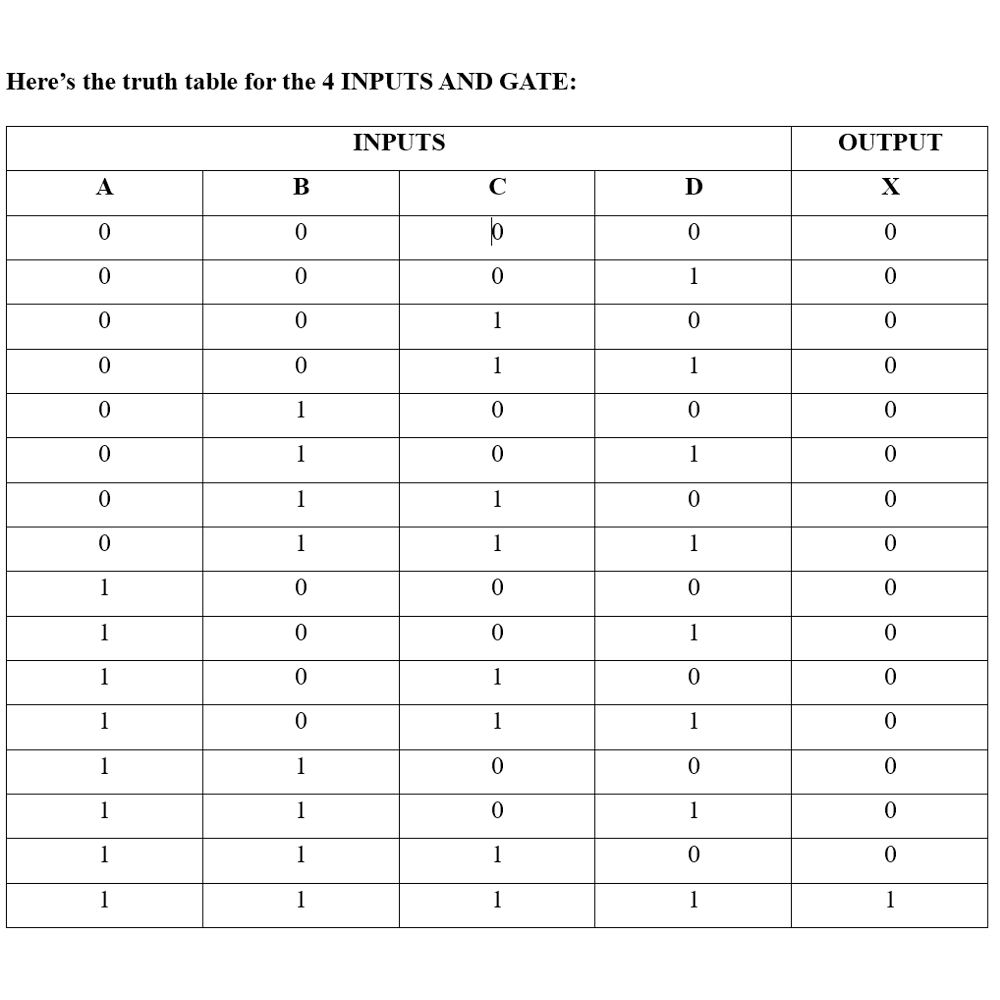 Here’s the truth table for the 4 INPUTS AND GATE:
INPUTS OUTPUT
A B C D X
0 0 0 0 0
0 0 0 1 0
0 0 1 0 0
0 0 1 1 0
0 1 0 0 0
0 1 0 1 0
0 1 1 0 0
0 1 1 1 0
1 0 0 0 0
1 0 0 1 0
1 0 1 0 0
1 0 1 1 0
1 1 0 0 0
1 1 0 1 0
1 1 1 0 0
1 1 1 1 1